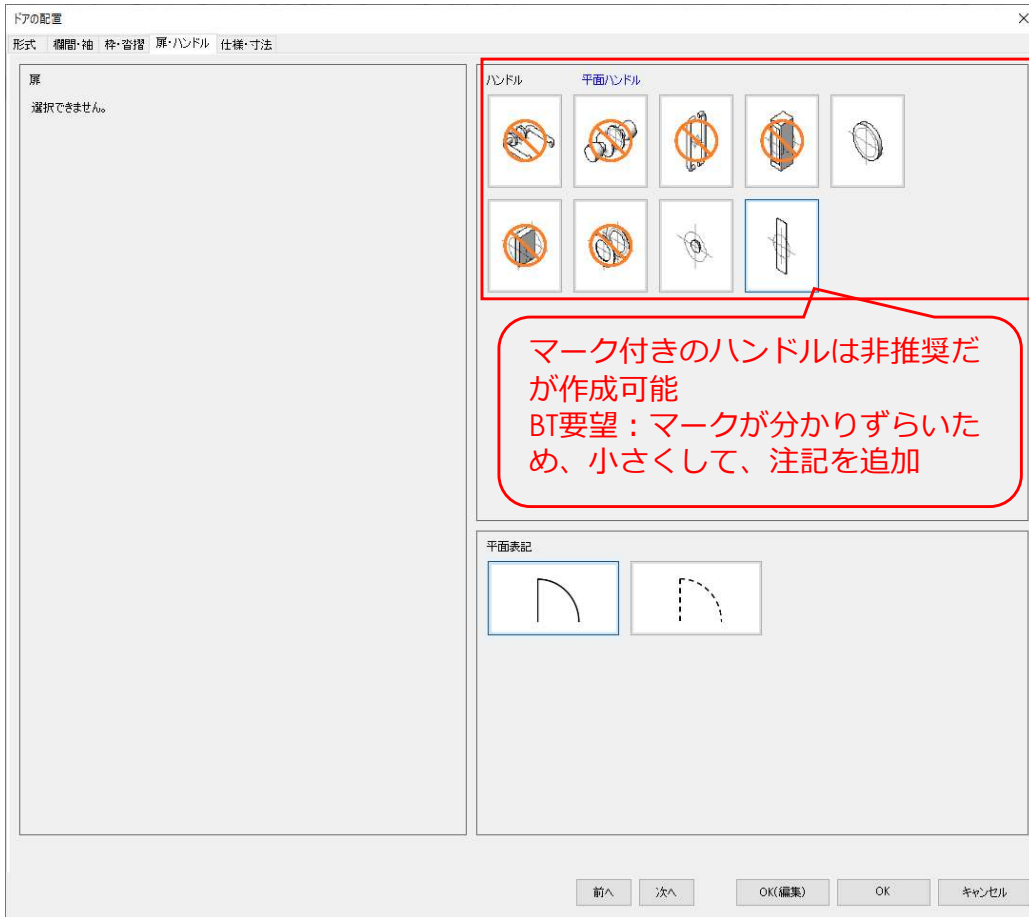 ドアの配置
形式 欄間・袖 枠・沓摺 扉・ハンドル 仕様・寸法
扉
選択できません。
ハンドル 平面ハンドル
マーク付きのハンドルは非推奨だ
が作成可能
BT要望：マークが分かりずらいた
め、小さくして、注記を追加
平面表記
前へ 次へ OK(編集) OK キャンセル